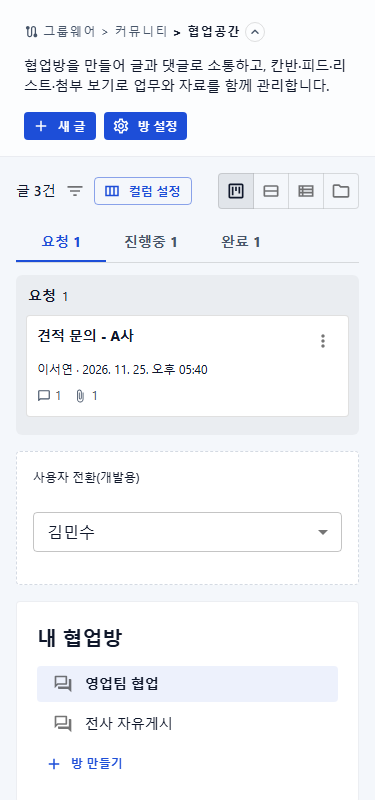 그룹웨어 > 커뮤니티 > 협업공간
협업방을 만들어 글과 댓글로 소통하고, 칸반·피드·리
스트·첨부 보기로 업무와 자료를 함께 관리합니다.
새 글 방 설정
글 3건 컬럼 설정
요청 1 진행중 1 완료 1
요청 1
견적 문의 - A사
이서연 · 2026. 11. 25. 오후 05:40
1 1
사용자 전환(개발용)
김민수
내 협업방
영업팀 협업
전사 자유게시
방 만들기